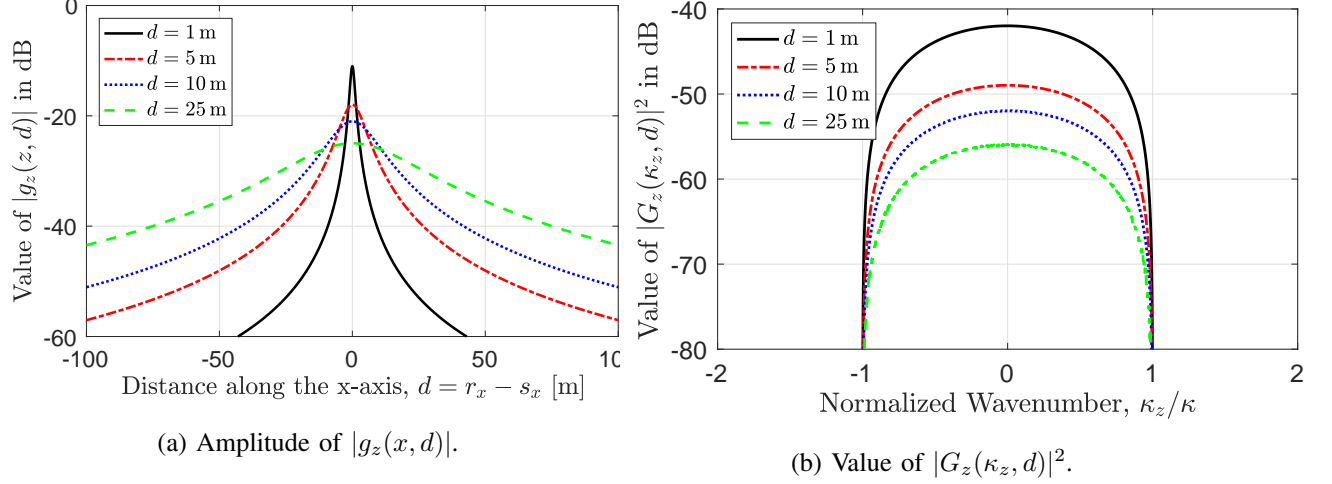 0
-20
-40
-60
-100
-50
0
50
100
Value of |g_z(z, d)| in dB
Distance along the x-axis, d = r_x − s_x [m]
d = 1 m
d = 5 m
d = 10 m
d = 25 m
(a) Amplitude of |g_z(x, d)|.
-40
-50
-60
-70
-80
-2
-1
0
1
2
Value of |G_z(κ_z, d)|² in dB
Normalized Wavenumber, κ_z/κ
d = 1 m
d = 5 m
d = 10 m
d = 25 m
(b) Value of |G_z(κ_z, d)|².